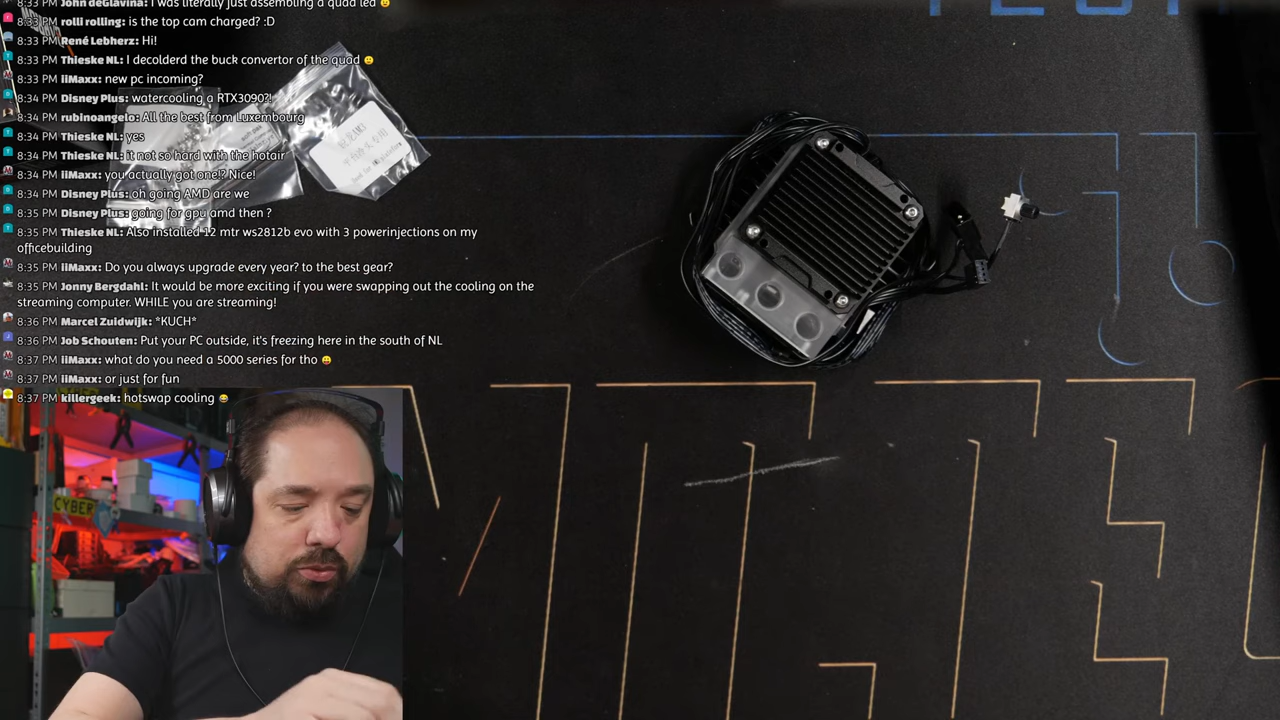 8:33 PM John deGlavina: I was literally just assembling a quad led 🙂
8:33 PM rolli rolling: is the top cam charged? :D
8:33 PM René Lebherz: Hi!
8:33 PM Thieske NL: I decolderd the buck convertor of the quad 🙂
8:33 PM iiMaxx: new pc incoming?
8:34 PM Disney Plus: watercooling a RTX3090?!
8:34 PM rubinoangelo: All the best from Luxembourg
8:34 PM Thieske NL: yes
8:34 PM Thieske NL: it not so hard with the hotair
8:34 PM iiMaxx: you actually got one!? Nice!
8:34 PM Disney Plus: oh going AMD are we
8:35 PM Disney Plus: going for gpu amd then ?
8:35 PM Thieske NL: Also installed 12 mtr ws2812b evo with 3 powerinjections on my
officebuilding
8:35 PM iiMaxx: Do you always upgrade every year? to the best gear?
8:35 PM Jonny Bergdahl: It would be more exciting if you were swapping out the cooling on the
streaming computer. WHILE you are streaming!
8:36 PM Marcel Zuidwijk: *KUCH*
8:36 PM Job Schouten: Put your PC outside, it's freezing here in the south of NL
8:37 PM iiMaxx: what do you need a 5000 series for tho 😛
8:37 PM iiMaxx: or just for fun
8:37 PM killergeek: hotswap cooling 😂
CYBER